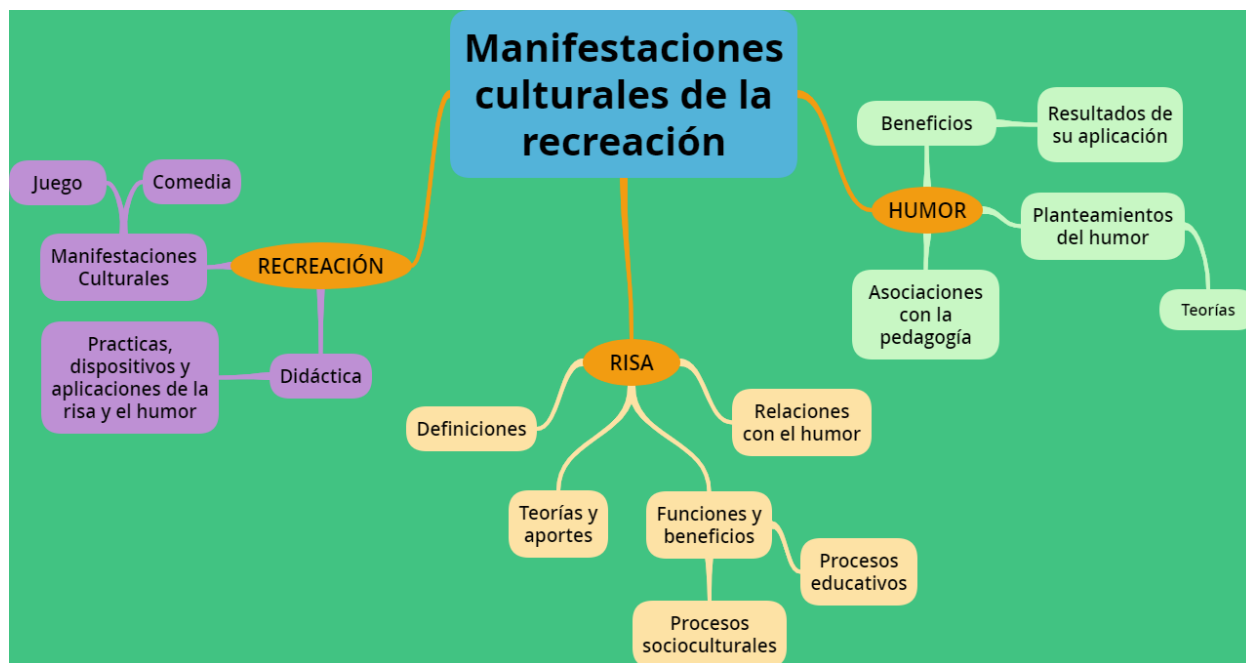 Manifestaciones
culturales de la
recreación
Juego
Comedia
Manifestaciones
Culturales
RECREACIÓN
Practicas,
dispositivos y
aplicaciones de la
risa y el humor
Didáctica
RISA
Definiciones
Relaciones
con el humor
Teorías y
aportes
Funciones y
beneficios
Procesos
educativos
Procesos
socioculturales
Beneficios
Resultados de
su aplicación
HUMOR
Planteamientos
del humor
Asociaciones
con la
pedagogía
Teorías